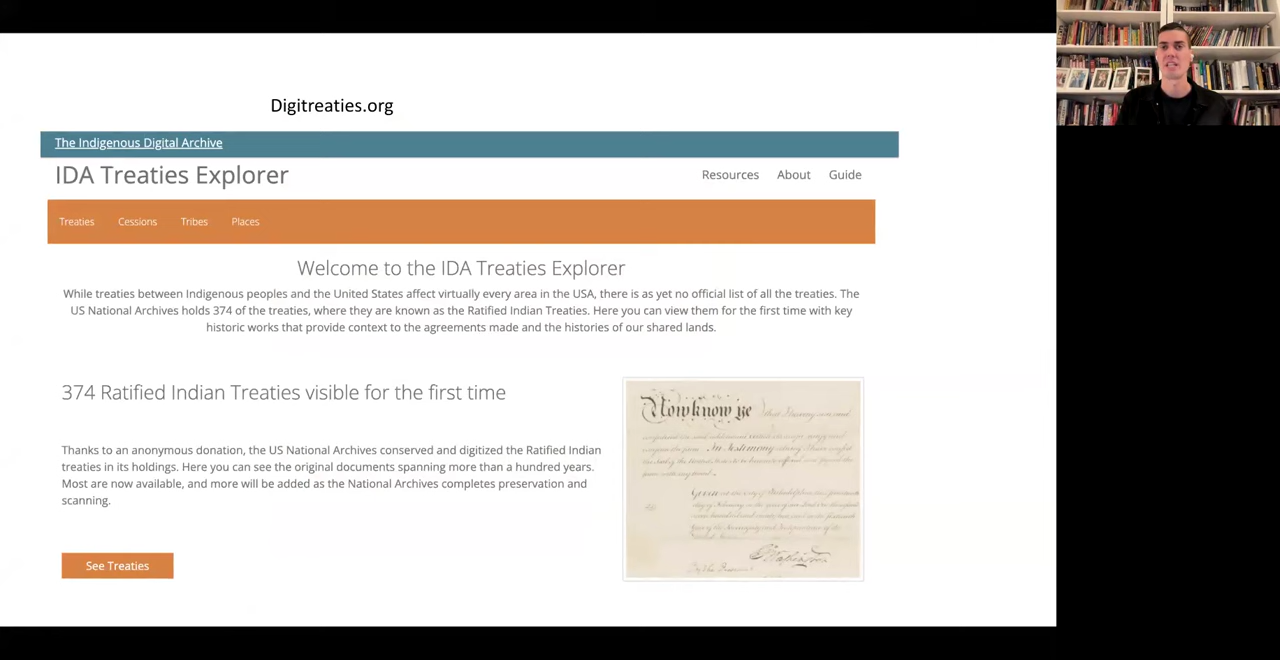 Digitreaties.org
The Indigenous Digital Archive
IDA Treaties Explorer
Resources About Guide
Treaties Cessions Tribes Places
Welcome to the IDA Treaties Explorer
While treaties between Indigenous peoples and the United States affect virtually every area in the USA, there is as yet no official list of all the treaties. The
US National Archives holds 374 of the treaties, where they are known as the Ratified Indian Treaties. Here you can view them for the first time with key
historic works that provide context to the agreements made and the histories of our shared lands.
374 Ratified Indian Treaties visible for the first time
Thanks to an anonymous donation, the US National Archives conserved and digitized the Ratified Indian
treaties in its holdings. Here you can see the original documents spanning more than a hundred years.
Most are now available, and more will be added as the National Archives completes preservation and
scanning.
See Treaties
Now know ye
In Testimony